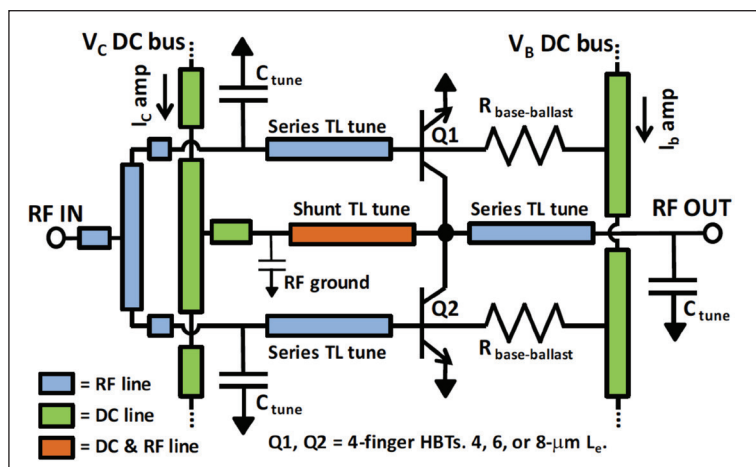 V_C DC bus
V_B DC bus
I_C amp
C_tune
R_base-ballast
I_b amp
Series TL tune
Q1
RF IN
Shunt TL tune
Series TL tune
RF OUT
RF ground
Q2
C_tune
Series TL tune
R_base-ballast
C_tune
= RF line
= DC line
= DC & RF line
Q1, Q2 = 4-finger HBTs. 4, 6, or 8-μm L_e.